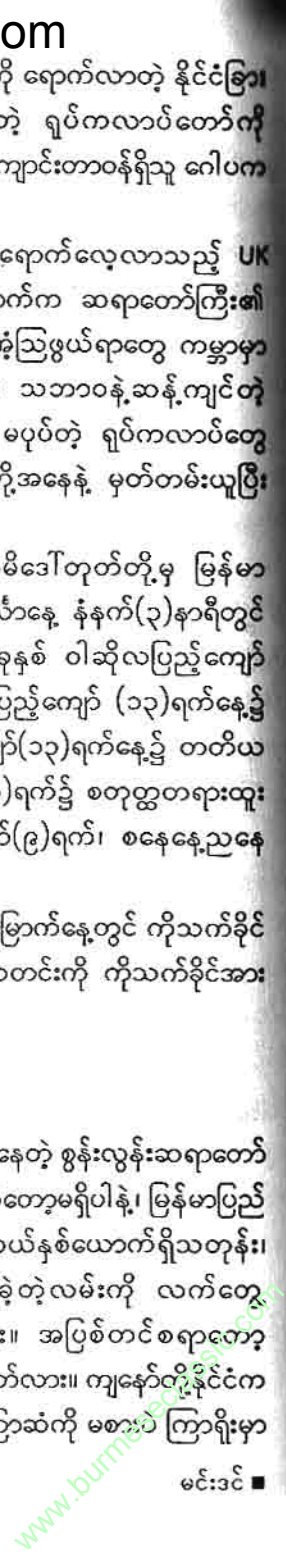 om
ကို ရောက်လာတဲ့ နိုင်ငံခြား
တဲ့ ရုပ်ကလာပ်တော်ကို
ကျောင်းတာဝန်ရှိသူ ဂေါပက
ရောက်လေ့လာသည့် UK
ဆရာတော်ကြီး၏
အံ့ဩဖွယ်ရာတွေ ကမ္ဘာမှာ
သဘာဝနဲ့ဆန့်ကျင်တဲ့
မပုပ်တဲ့ ရုပ်ကလာပ်တွေ
တို့အနေနဲ့ မှတ်တမ်းယူပြီး
မိဒေါ်တုတ်တို့မှ မြန်မာ
နေ့ နံနက်(၃)နာရီတွင်
ခုနှစ် ဝါဆိုလပြည့်ကျော်
ပြည့်ကျော် (၁၃)ရက်နေ့၌
ကျော်(၁၃)ရက်နေ့၌ တတိယ
)ရက်၌ စတုတ္ထတရားထူး
(၉)ရက်၊ စနေနေ့ညနေ
မြောက်နေ့တွင် ကိုသက်ခိုင်
သတင်းကို ကိုသက်ခိုင်အား
နေတဲ့ စွန်းလွန်းဆရာတော်
တော့မရှိပါနဲ့၊ မြန်မာပြည်
ဘယ်နှစ်ယောက်ရှိသတုန်း၊
ခဲ့တဲ့လမ်းကို လက်တွေ့
အပြစ်တင်စရာတော့
လား။ ကျနော်တို့နိုင်ငံက
ကြာရိုးမှာ
မင်းဒင် ■
www.burmeseclassic.com